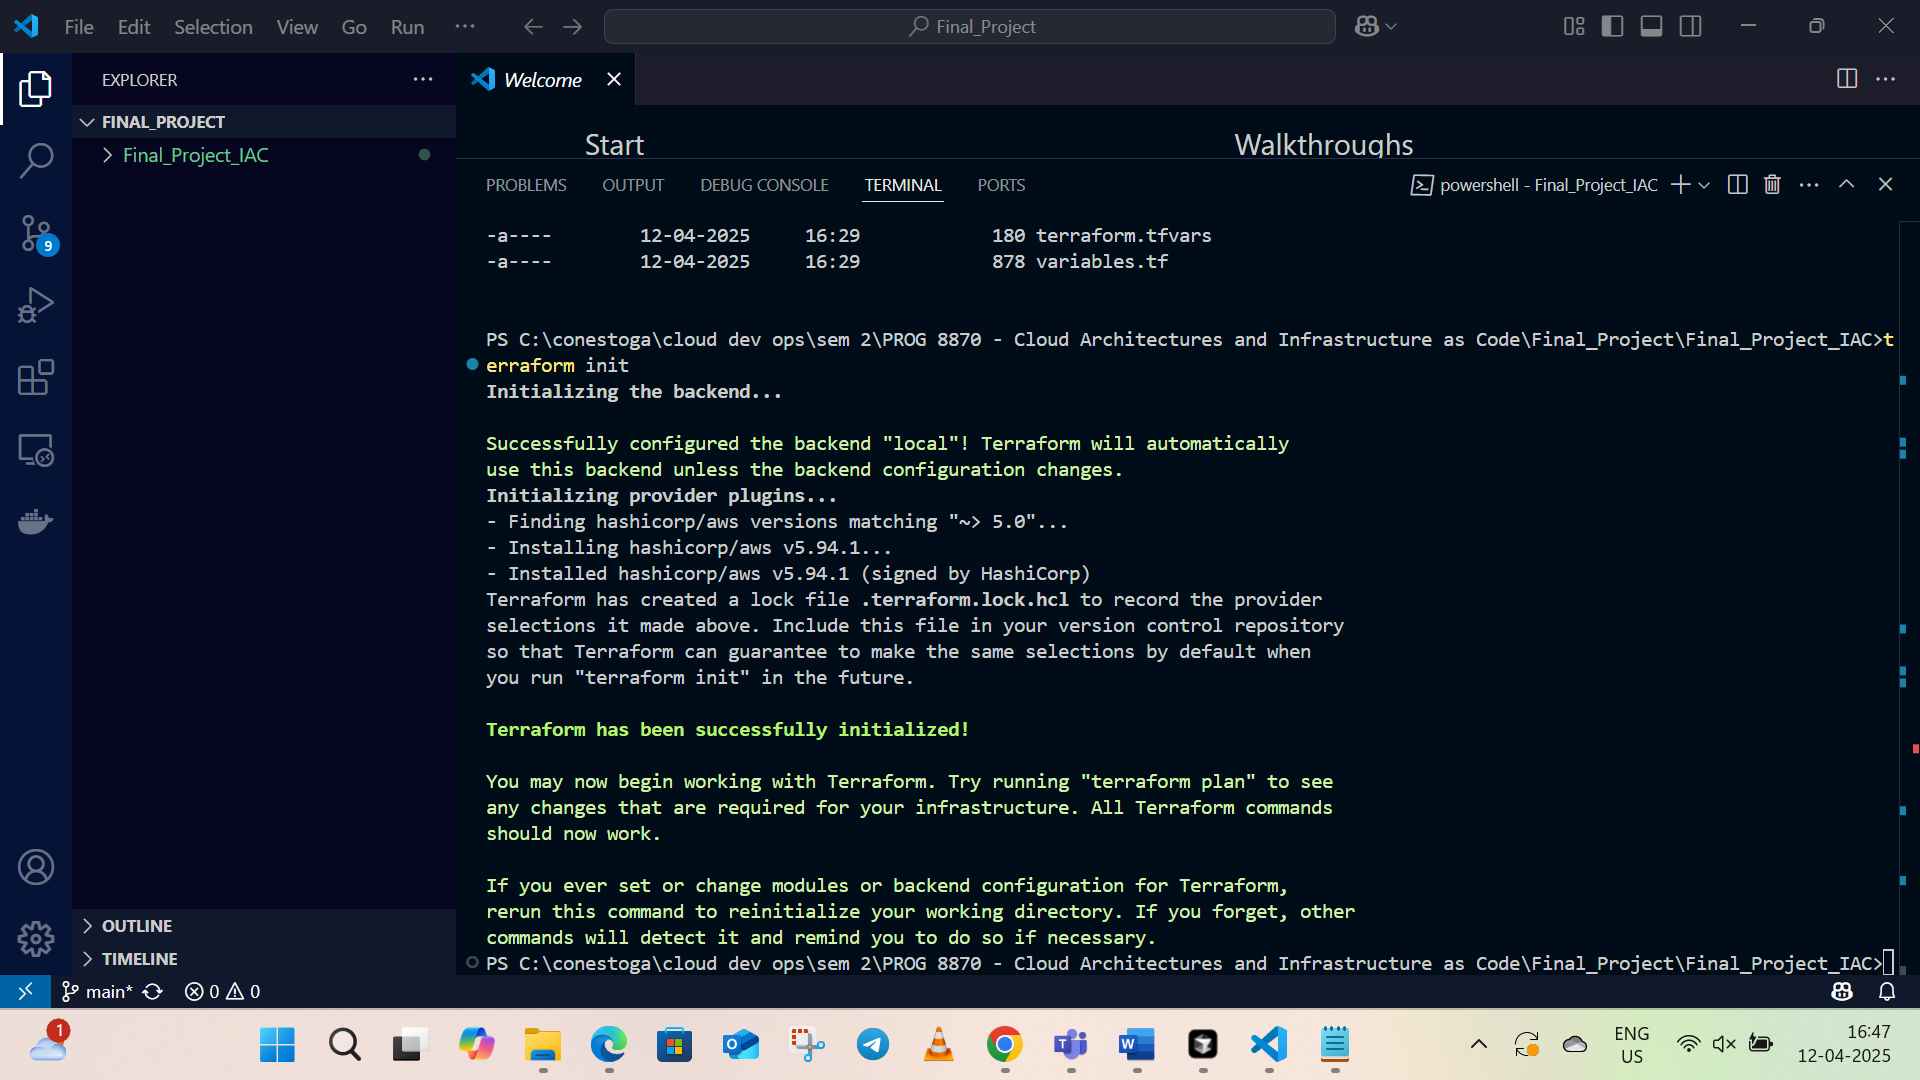 File Edit Selection View Go Run ···
Final_Project
EXPLORER
Welcome
FINAL_PROJECT
Final_Project_IAC
Start
Walkthroughs
PROBLEMS OUTPUT DEBUG CONSOLE TERMINAL PORTS
powershell - Final_Project_IAC
-a---- 12-04-2025 16:29 180 terraform.tfvars
-a---- 12-04-2025 16:29 878 variables.tf
PS C:\conestoga\cloud dev ops\sem 2\PROG 8870 - Cloud Architectures and Infrastructure as Code\Final_Project\Final_Project_IAC>t
erraform init
Initializing the backend...
Successfully configured the backend "local"! Terraform will automatically
use this backend unless the backend configuration changes.
Initializing provider plugins...
- Finding hashicorp/aws versions matching "~> 5.0"...
- Installing hashicorp/aws v5.94.1...
- Installed hashicorp/aws v5.94.1 (signed by HashiCorp)
Terraform has created a lock file .terraform.lock.hcl to record the provider
selections it made above. Include this file in your version control repository
so that Terraform can guarantee to make the same selections by default when
you run "terraform init" in the future.
Terraform has been successfully initialized!
You may now begin working with Terraform. Try running "terraform plan" to see
any changes that are required for your infrastructure. All Terraform commands
should now work.
If you ever set or change modules or backend configuration for Terraform,
rerun this command to reinitialize your working directory. If you forget, other
commands will detect it and remind you to do so if necessary.
PS C:\conestoga\cloud dev ops\sem 2\PROG 8870 - Cloud Architectures and Infrastructure as Code\Final_Project\Final_Project_IAC>
9
OUTLINE
TIMELINE
main* 0 0
1
ENG
US
16:47
12-04-2025